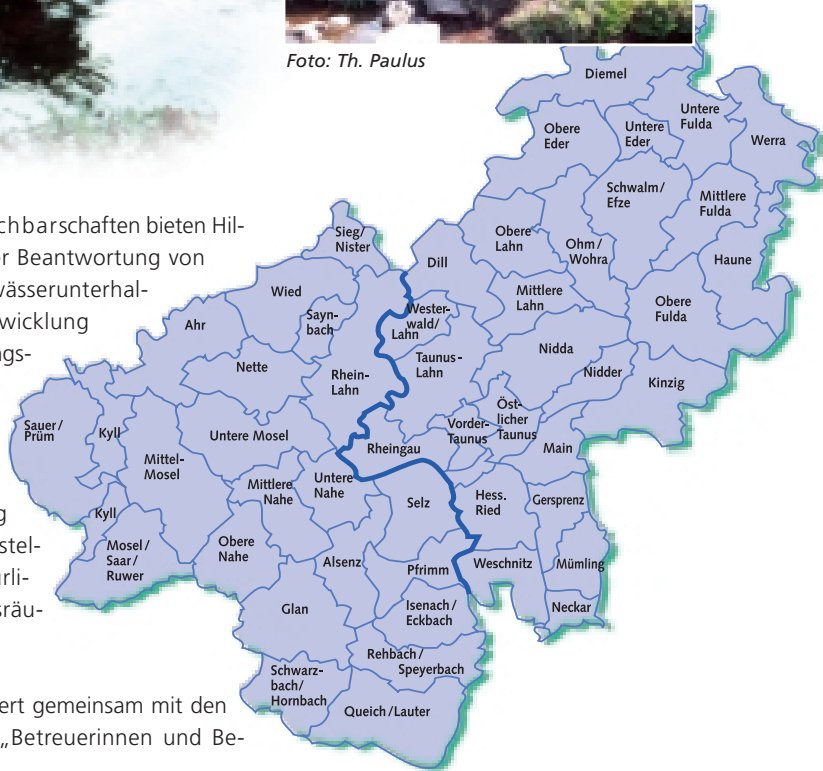 Foto: Th. Paulus
chbarschaften bieten Hil-
er Beantwortung von
wässerunterhal-
twicklung
ngs-
g
stel-
rli-
sräu-
ert gemeinsam mit den
„Betreuerinnen und Be-
Diemel
Obere
Eder
Untere
Eder
Untere
Fulda
Werra
Schwalm/
Efze
Mittlere
Fulda
Sieg/
Nister
Dill
Obere
Lahn
Ohm/
Wohra
Haune
Wied
Sayn-
bach
Wester-
wald/
Lahn
Mittlere
Lahn
Obere
Fulda
Ahr
Nette
Rhein-
Lahn
Taunus-
Lahn
Nidda
Nidder
Kinzig
Sauer/
Prüm
Kyll
Mittel-
Mosel
Untere Mosel
Rheingau
Vorder-
Taunus
Öst-
licher
Taunus
Main
Mittlere
Nahe
Untere
Nahe
Selz
Hess.
Ried
Gersprenz
Kyll
Mosel/
Saar/
Ruwer
Obere
Nahe
Alsenz
Pfrimm
Weschnitz
Mümling
Glan
Isenach/
Eckbach
Neckar
Rehbach/
Speyerbach
Schwarz-
bach/
Hornbach
Queich/Lauter